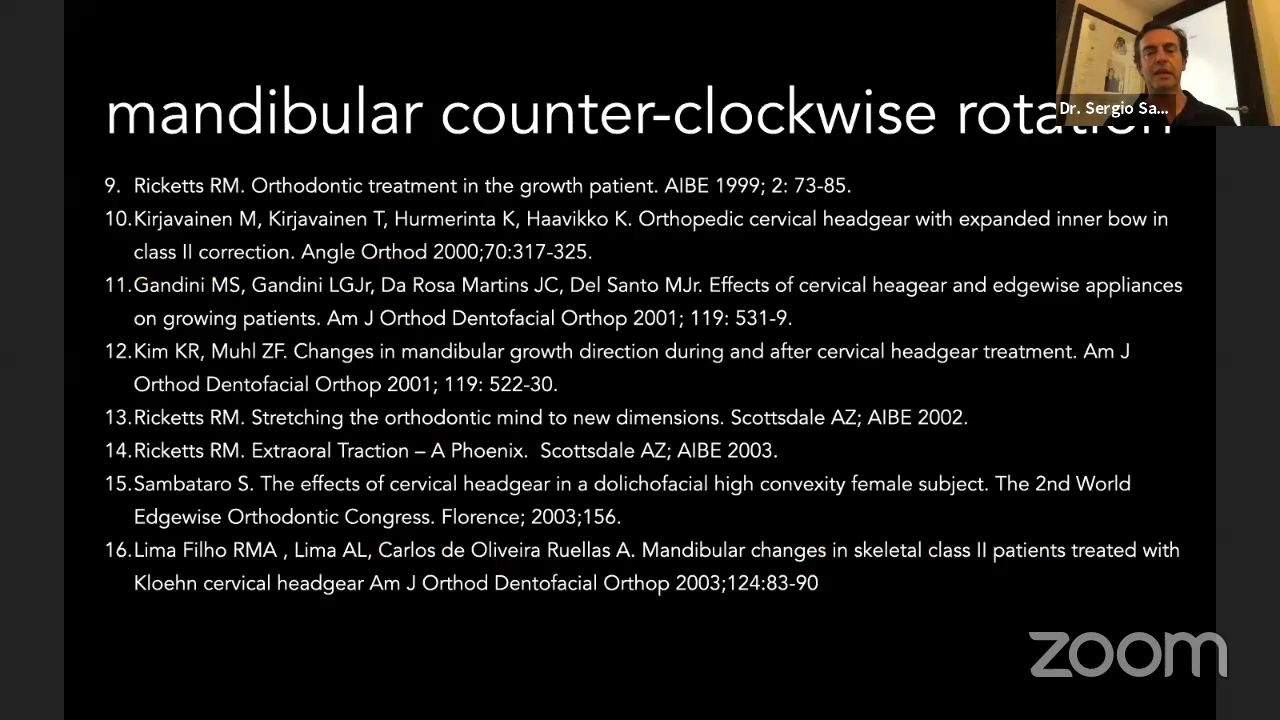 mandibular counter-clockwise rotation
Dr. Sergio Sa...
9. Ricketts RM. Orthodontic treatment in the growth patient. AIBE 1999; 2: 73-85.
10. Kirjavainen M, Kirjavainen T, Hurmerinta K, Haavikko K. Orthopedic cervical headgear with expanded inner bow in
class II correction. Angle Orthod 2000;70:317-325.
11. Gandini MS, Gandini LGJr, Da Rosa Martins JC, Del Santo MJr. Effects of cervical heagear and edgewise appliances
on growing patients. Am J Orthod Dentofacial Orthop 2001; 119: 531-9.
12. Kim KR, Muhl ZF. Changes in mandibular growth direction during and after cervical headgear treatment. Am J
Orthod Dentofacial Orthop 2001; 119: 522-30.
13. Ricketts RM. Stretching the orthodontic mind to new dimensions. Scottsdale AZ; AIBE 2002.
14. Ricketts RM. Extraoral Traction – A Phoenix. Scottsdale AZ; AIBE 2003.
15. Sambataro S. The effects of cervical headgear in a dolichofacial high convexity female subject. The 2nd World
Edgewise Orthodontic Congress. Florence; 2003;156.
16. Lima Filho RMA , Lima AL, Carlos de Oliveira Ruellas A. Mandibular changes in skeletal class II patients treated with
Kloehn cervical headgear Am J Orthod Dentofacial Orthop 2003;124:83-90
zoom